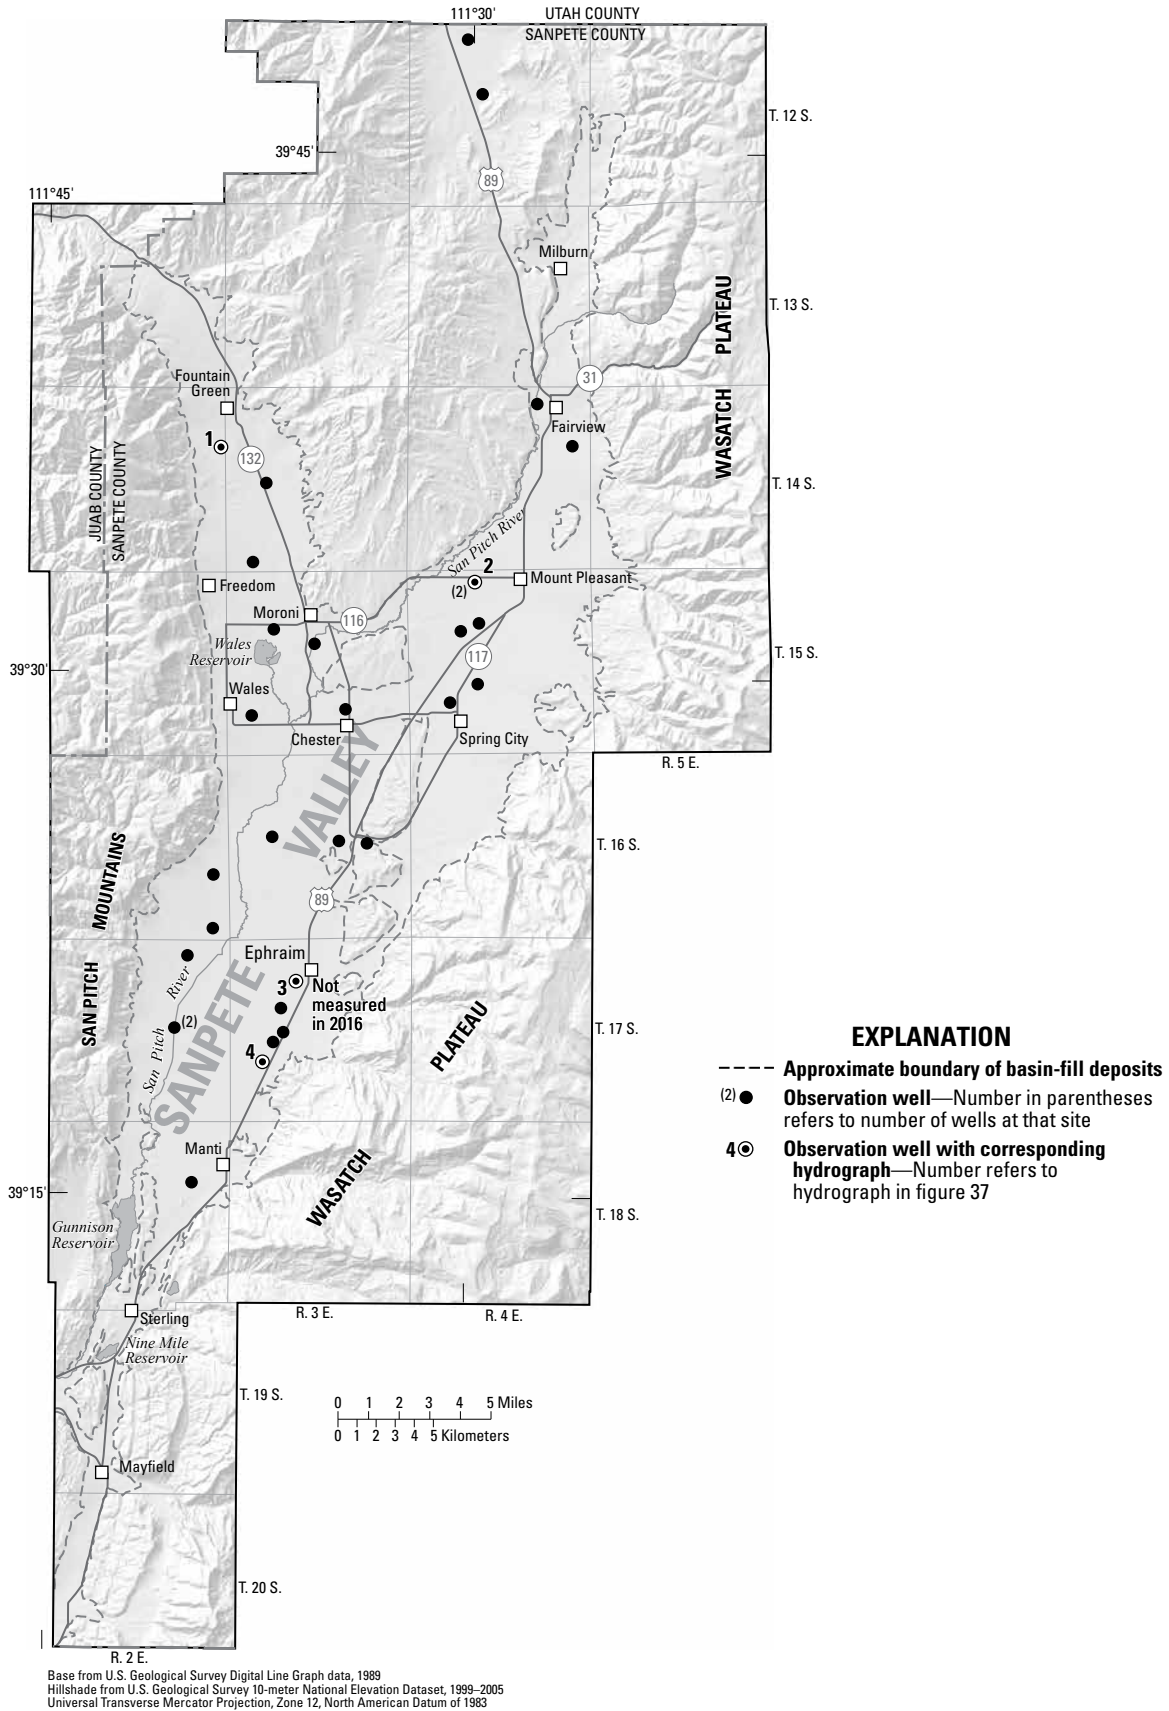 111°30'
UTAH COUNTY
SANPETE COUNTY
T. 12 S.
39°45'
89
111°45'
Milburn
T. 13 S.
WASATCH PLATEAU
31
Fountain
Green
Fairview
1
132
JUAB COUNTY
SANPETE COUNTY
T. 14 S.
San Pitch River
2
(2)
Mount Pleasant
Freedom
Moroni
116
Wales
Reservoir
117
T. 15 S.
39°30'
Wales
Chester
Spring City
R. 5 E.
SANPETE VALLEY
T. 16 S.
SAN PITCH MOUNTAINS
89
Ephraim
3
Not
measured
in 2016
San Pitch River
(2)
4
T. 17 S.
WASATCH PLATEAU
Manti
39°15'
T. 18 S.
Gunnison
Reservoir
Sterling
R. 3 E.
R. 4 E.
Nine Mile
Reservoir
T. 19 S.
0 1 2 3 4 5 Miles
0 1 2 3 4 5 Kilometers
Mayfield
T. 20 S.
R. 2 E.
EXPLANATION
Approximate boundary of basin-fill deposits
(2) Observation well—Number in parentheses
refers to number of wells at that site
4 Observation well with corresponding
hydrograph—Number refers to
hydrograph in figure 37
Base from U.S. Geological Survey Digital Line Graph data, 1989
Hillshade from U.S. Geological Survey 10-meter National Elevation Dataset, 1999–2005
Universal Transverse Mercator Projection, Zone 12, North American Datum of 1983